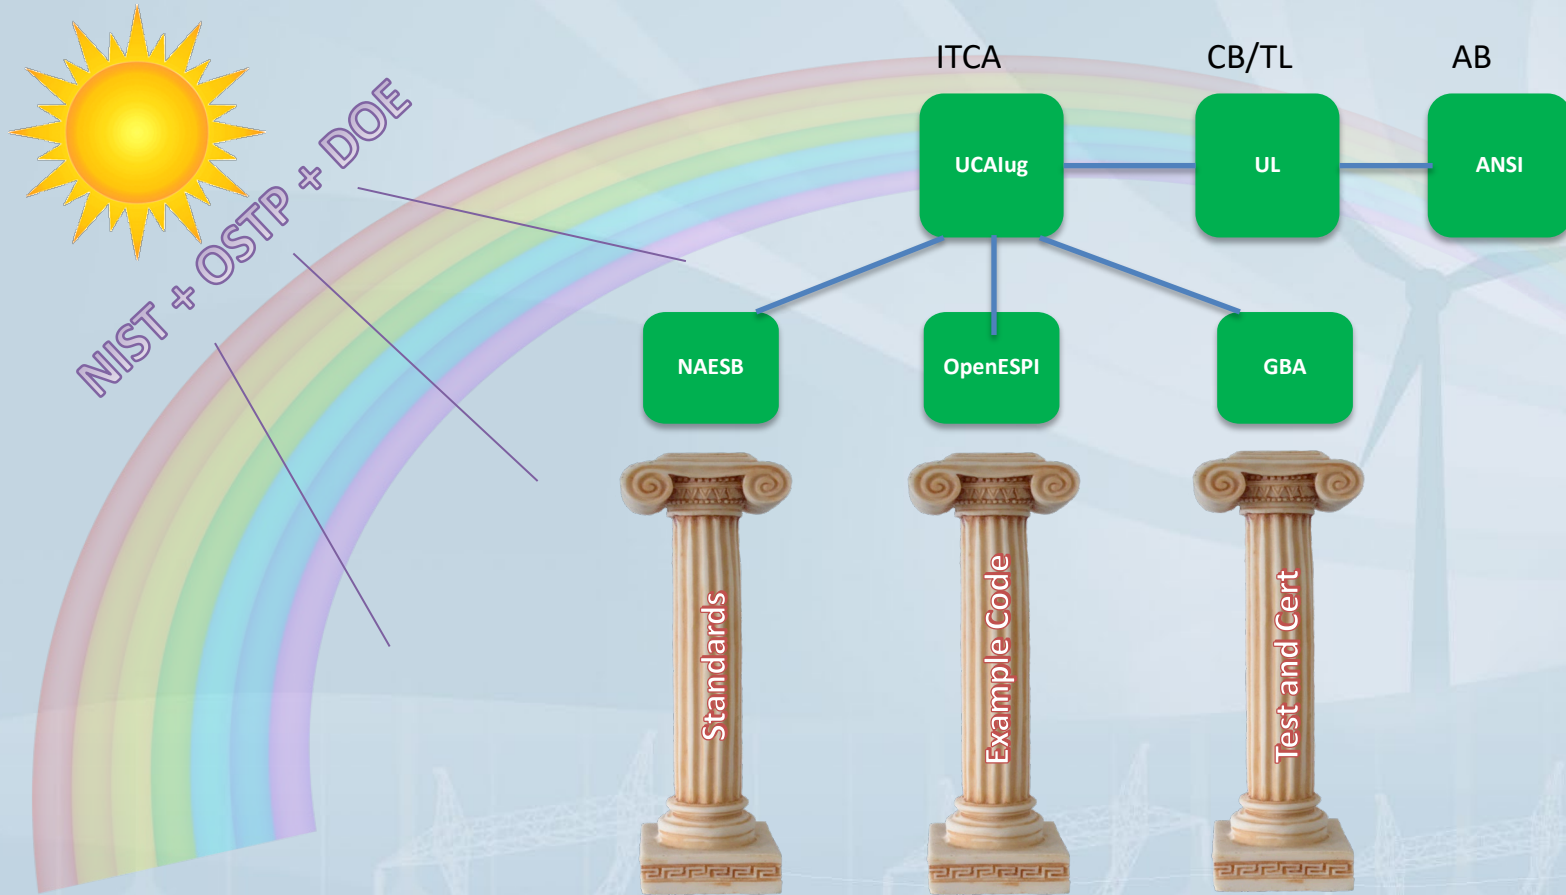 NIST + OSTP + DOE
ITCA
CB/TL
AB
UCAIug
UL
ANSI
NAESB
OpenESPI
GBA
Standards
Example Code
Test and Cert